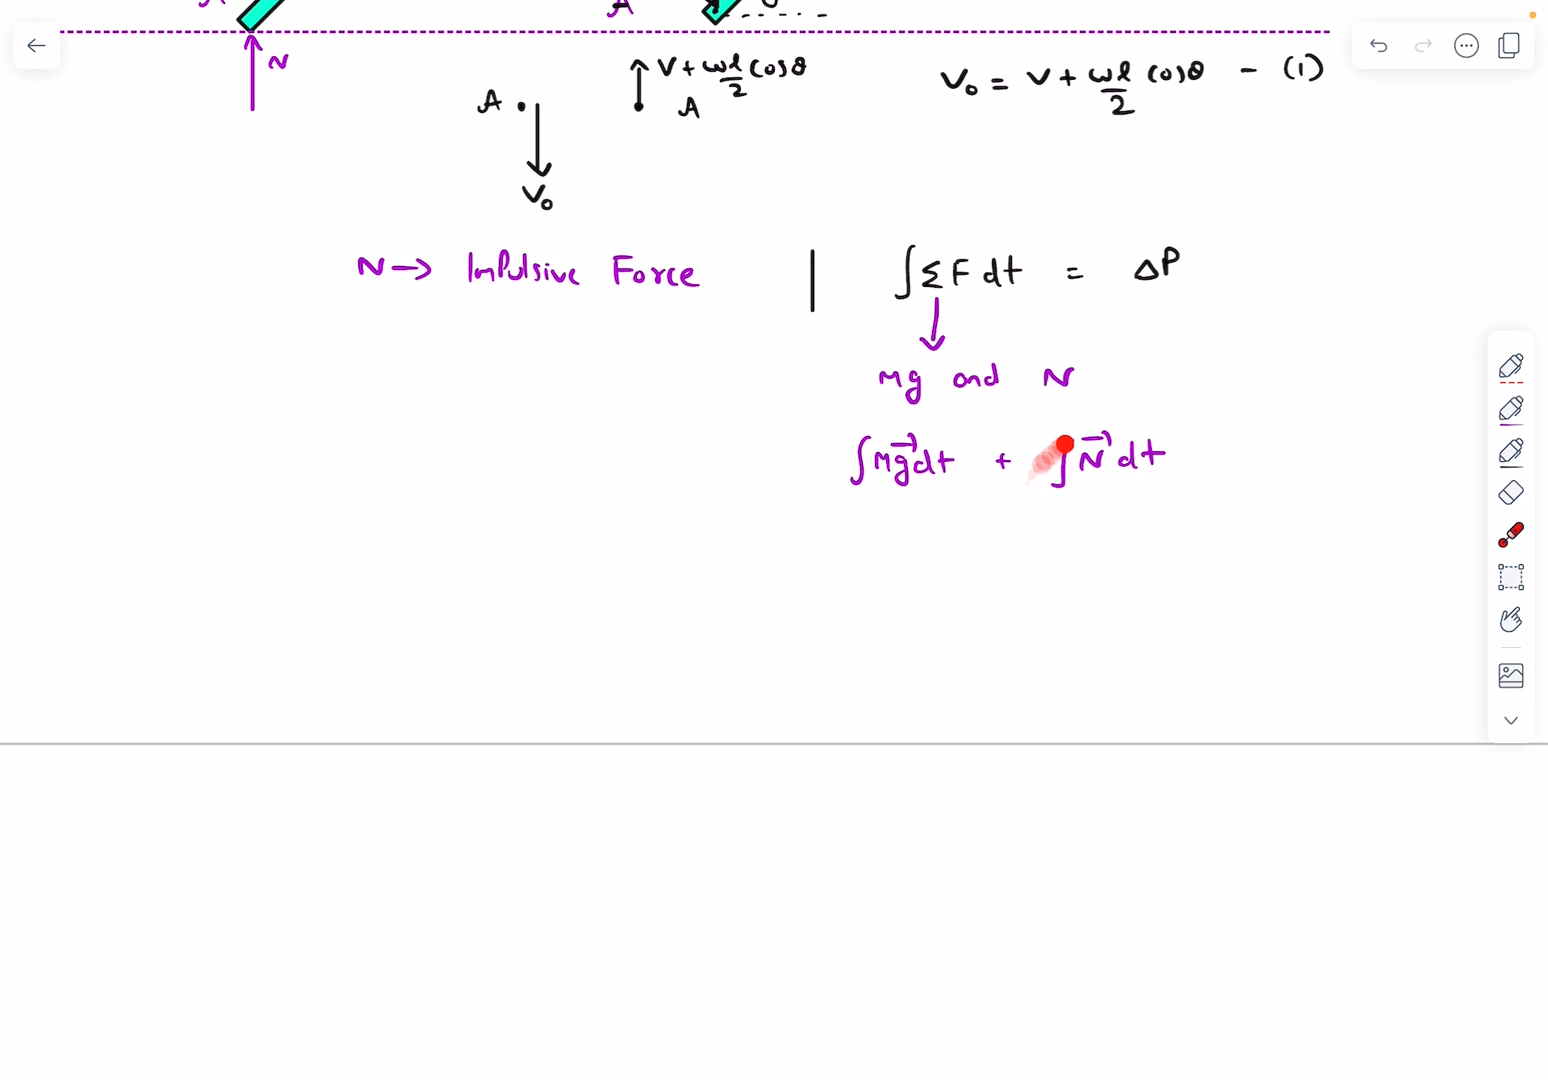 A A
N
V + ωl/2 cosθ
V₀ = V + ωl/2 cosθ - (1)
A
A
V₀
N → Impulsive Force | ∫ΣF dt = ΔP
Mg and N
∫Mg⃗dt + ∫N⃗dt